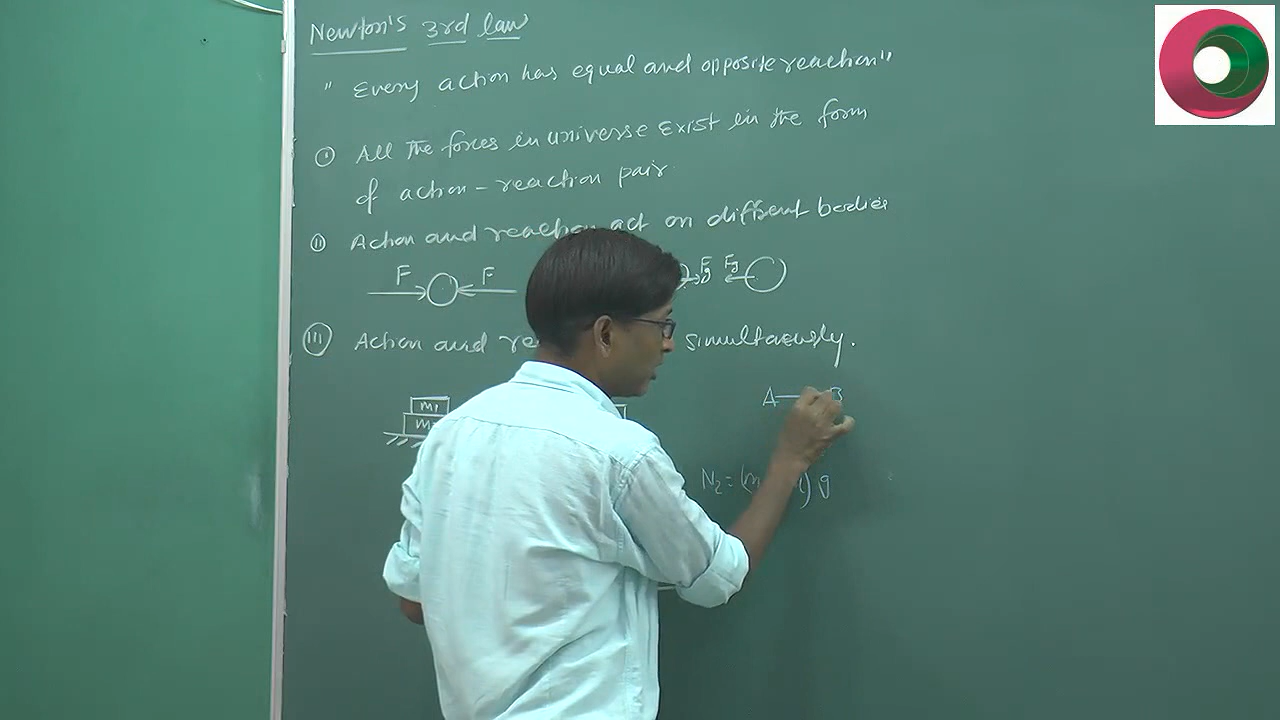 Newton's 3rd law
" Every action has equal and opposite reaction"
(i) All the forces in universe exist in the form
of action - reaction pair.
(ii) Action and reaction act on different bodies
F F Fg Fg
(iii) Action and simultaeously.
m1 A B
m
N2 = g